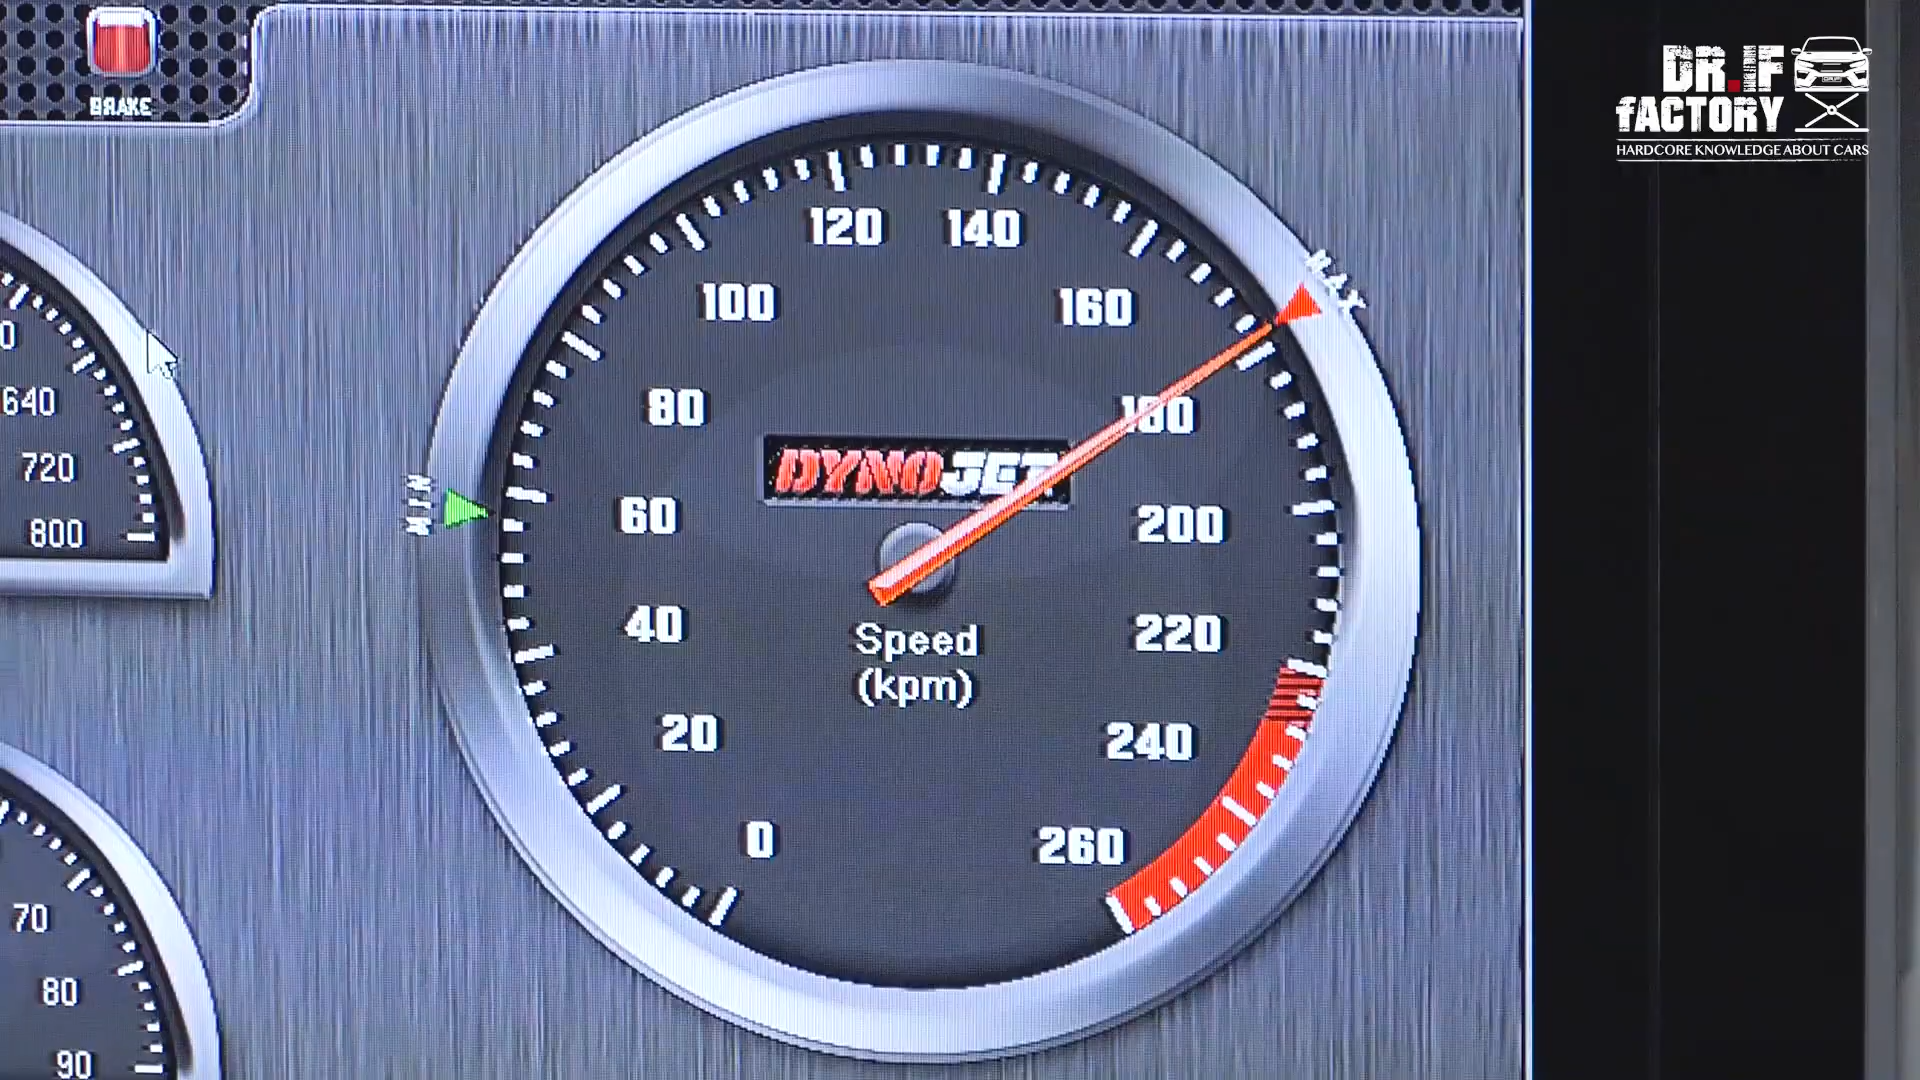 BRAKE
DR.IF
fACTORY
HARDCORE KNOWLEDGE ABOUT CARS
120 140
100 160
MAX
640
80 180
720
DYNOJET
MIN
60 200
800
40 220
Speed
(kpm)
20 240
0 260
70
80
90